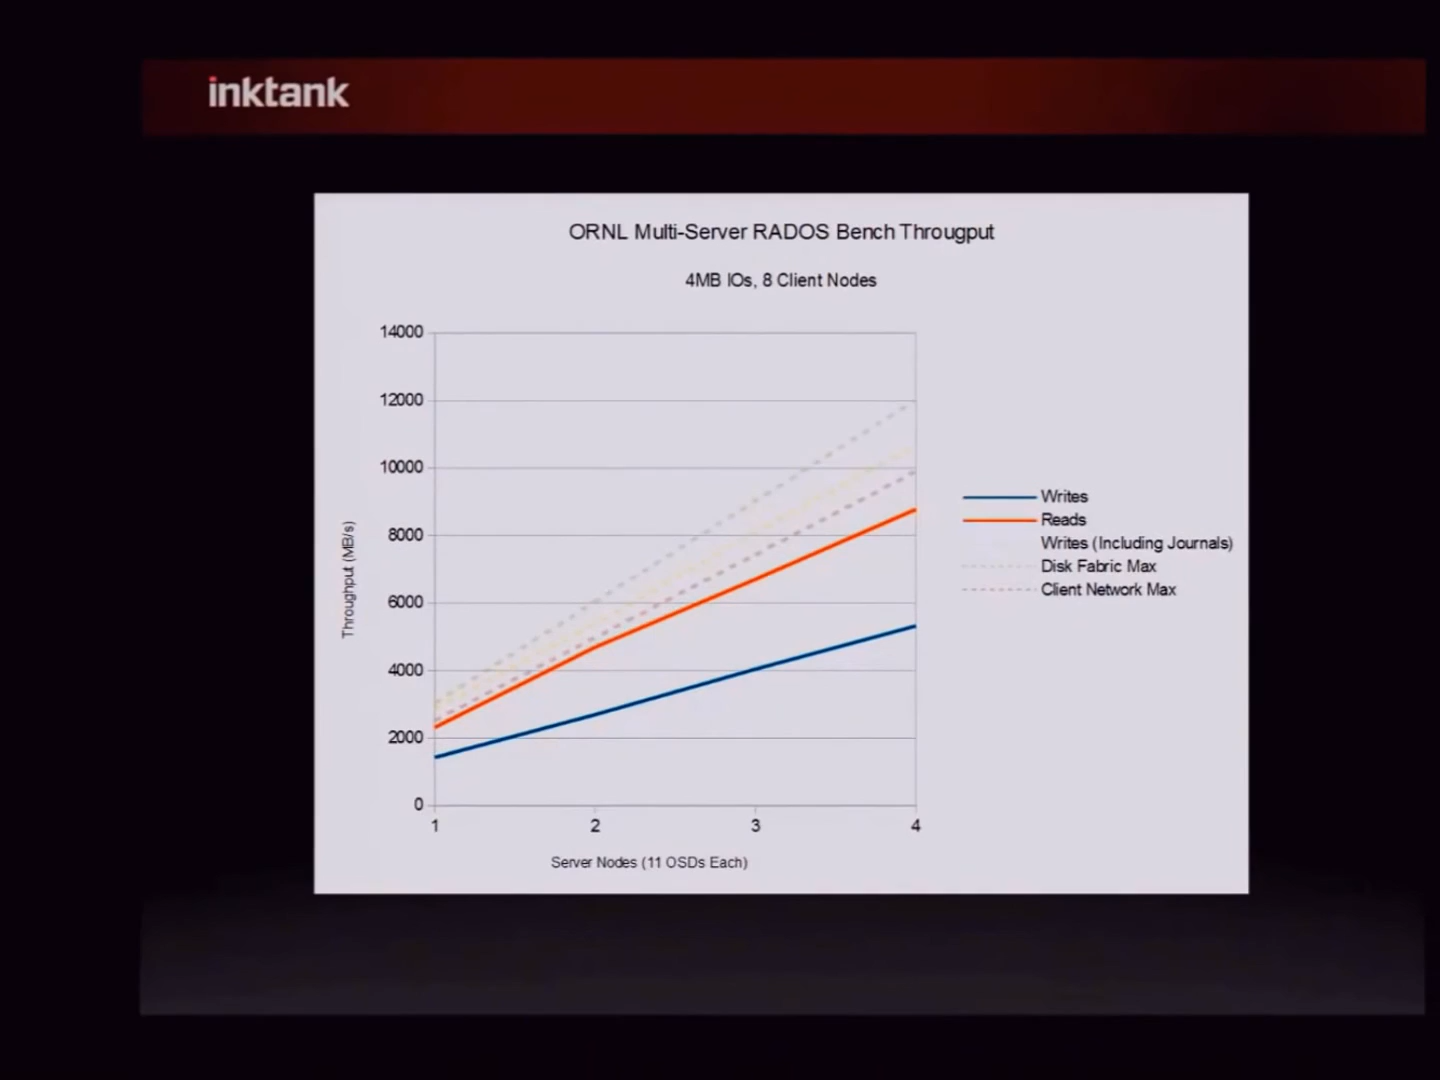 inktank
ORNL Multi-Server RADOS Bench Througput
4MB IOs, 8 Client Nodes
14000
12000
10000
8000
6000
4000
2000
0
1 2 3 4
Throughput (MB/s)
Server Nodes (11 OSDs Each)
Writes
Reads
Writes (Including Journals)
Disk Fabric Max
Client Network Max